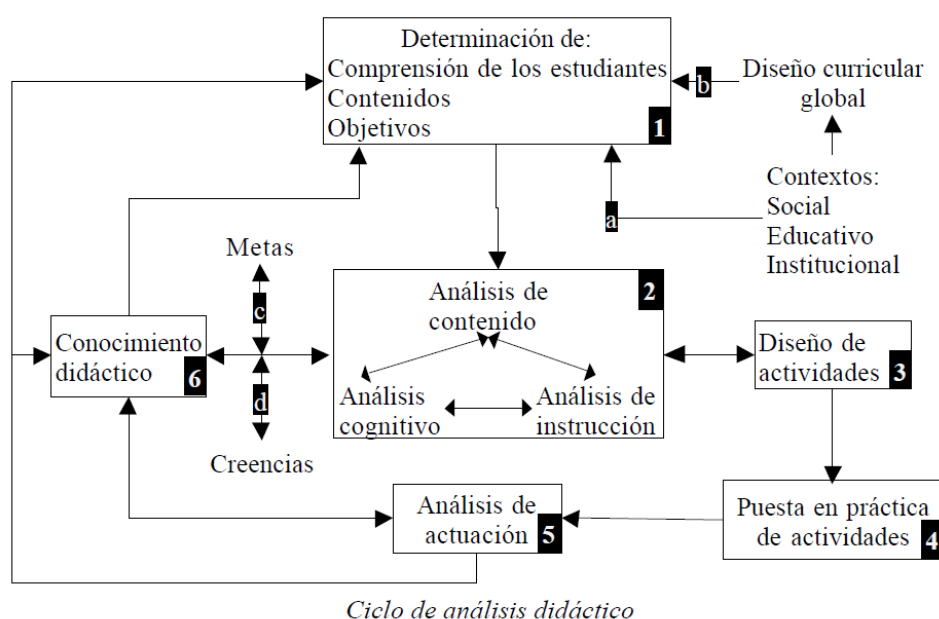 Determinación de:
Comprensión de los estudiantes
Contenidos
Objetivos
1
b
Diseño curricular
global
a
Contextos:
Social
Educativo
Institucional
Metas
c
d
Creencias
Conocimiento
didáctico
6
2
Análisis de
contenido
Análisis
cognitivo
Análisis de
instrucción
Diseño de
actividades
3
Puesta en práctica
de actividades
4
Análisis de
actuación
5
Ciclo de análisis didáctico